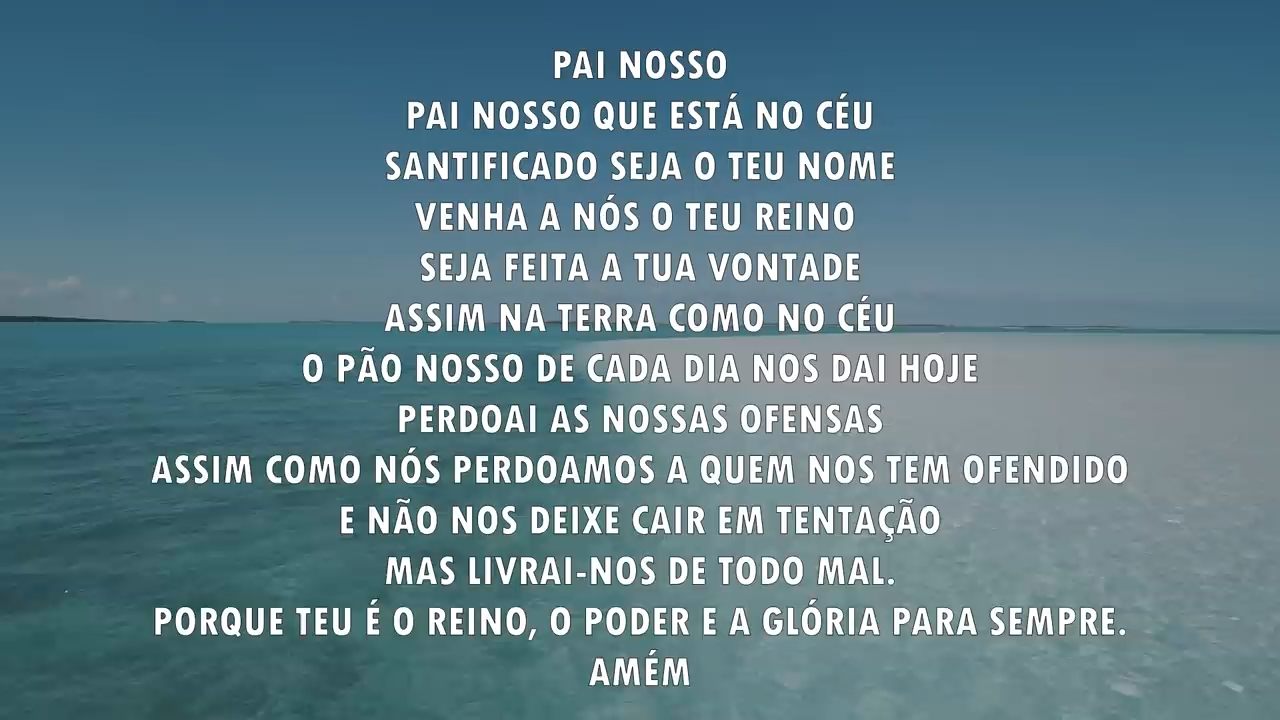 PAI NOSSO
PAI NOSSO QUE ESTÁ NO CÉU
SANTIFICADO SEJA O TEU NOME
VENHA A NÓS O TEU REINO
SEJA FEITA A TUA VONTADE
ASSIM NA TERRA COMO NO CÉU
O PÃO NOSSO DE CADA DIA NOS DAI HOJE
PERDOAI AS NOSSAS OFENSAS
ASSIM COMO NÓS PERDOAMOS A QUEM NOS TEM OFENDIDO
E NÃO NOS DEIXE CAIR EM TENTAÇÃO
MAS LIVRAI-NOS DE TODO MAL.
PORQUE TEU É O REINO, O PODER E A GLÓRIA PARA SEMPRE.
AMÉM